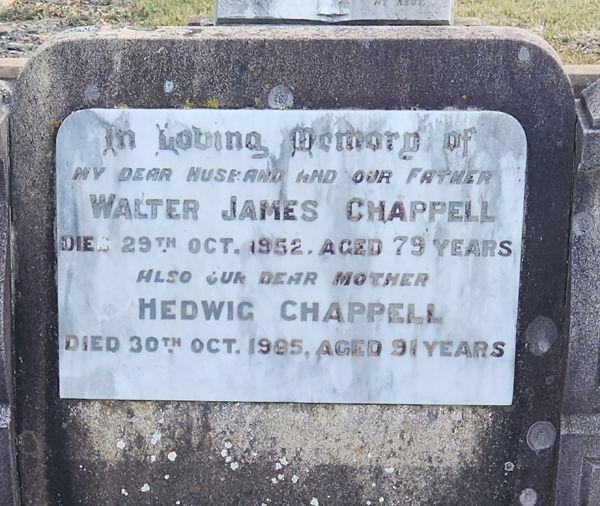 In Loving Memory of
MY DEAR HUSBAND AND OUR FATHER
WALTER JAMES CHAPPELL
DIED 29TH OCT. 1952, AGED 79 YEARS
ALSO OUR DEAR MOTHER
HEDWIG CHAPPELL
DIED 30TH OCT. 1985, AGED 91 YEARS